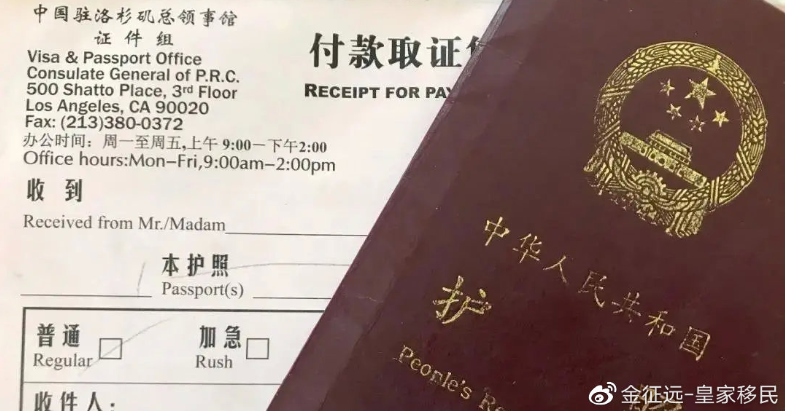 中国驻洛杉矶总领事馆
证件组
Visa & Passport Office
Consulate General of P.R.C.
500 Shatto Place, 3rd Floor
Los Angeles, CA 90020
Fax: (213)380-0372
办公时间：周一至周五,上午 9:00－下午2:00
Office hours:Mon–Fri,9:00am–2:00pm
付款取证
RECEIPT FOR PAY
收到
Received from Mr./Madam
本护照
Passport(s)
普通
Regular
加急
Rush
收件人：
中华人民共和国
护
People's Re
金征远-皇家移民